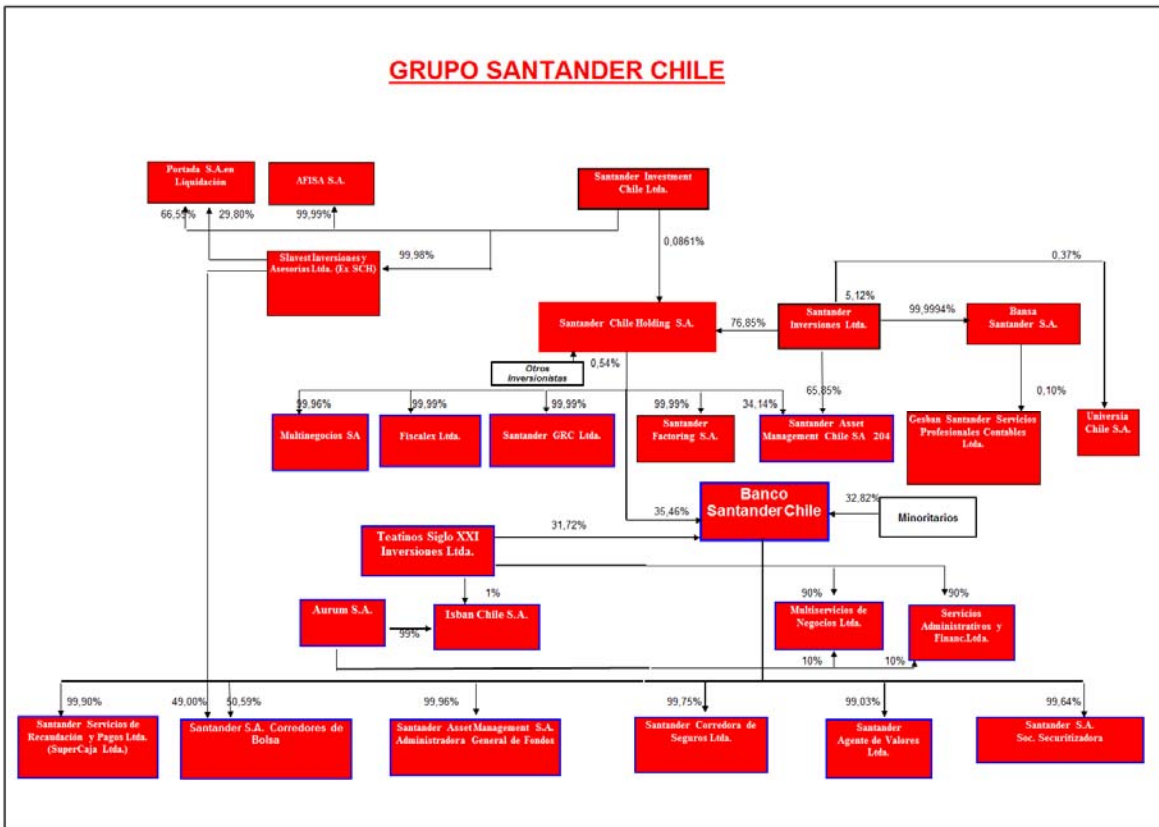 GRUPO SANTANDER CHILE
Portada S.A.en
Liquidación
AFISA S.A.
Santander Investment
Chile Ltda.
66,55%
29,80%
99,99%
0,0861%
SInvest Inversiones y
Asesorías Ltda. (Ex SCH)
99,98%
0,37%
5,12%
Santander Chile Holding S.A.
76,85%
Santander
Inversiones Ltda.
99,9994%
Bansa
Santander S.A.
Otros
Inversionistas
0,54%
65,85%
0,10%
99,96%
99,99%
99,99%
99,99%
34,14%
Multinegocios SA
Fiscalex Ltda.
Santander GRC Ltda.
Santander
Factoring S.A.
Santander Asset
Management Chile SA 204
Gesban Santander Servicios
Profesionales Contables
Ltda.
Universia
Chile S.A.
Banco
Santander Chile
35,46%
32,82%
Minoritarios
Teatinos Siglo XXI
Inversiones Ltda.
31,72%
1%
90%
90%
Aurum S.A.
99%
Isban Chile S.A.
Multiservicios de
Negocios Ltda.
Servicios
Administrativos y
Financ.Ltda.
10%
10%
99,90%
49,00%
50,59%
99,96%
99,75%
99,03%
99,64%
Santander Servicios de
Recaudación y Pagos Ltda.
(SuperCaja Ltda.)
Santander S.A. Corredores de
Bolsa
Santander Asset Management S.A.
Administradora General de Fondos
Santander Corredora de
Seguros Ltda.
Santander
Agente de Valores
Ltda.
Santander S.A.
Soc. Securitizadora